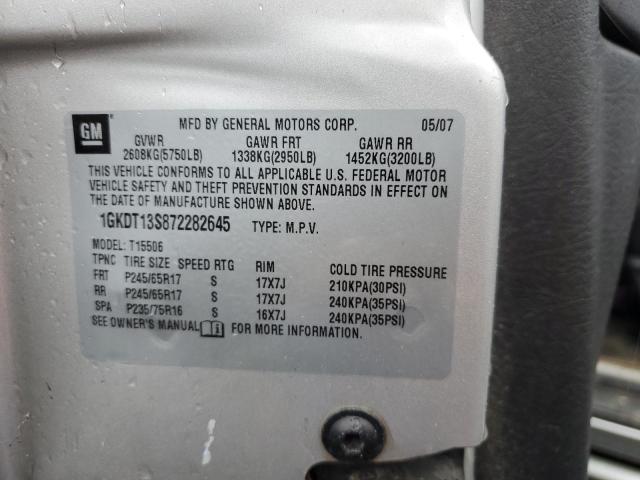 GM
MFD BY GENERAL MOTORS CORP. 05/07
GVWR GAWR FRT GAWR RR
2608KG(5750LB) 1338KG(2950LB) 1452KG(3200LB)
THIS VEHICLE CONFORMS TO ALL APPLICABLE U.S. FEDERAL MOTOR
VEHICLE SAFETY AND THEFT PREVENTION STANDARDS IN EFFECT ON
THE DATE OF MANUFACTURE SHOWN ABOVE.
1GKDT13S872282645 TYPE: M.P.V.
MODEL: T15506
TPNC TIRE SIZE SPEED RTG RIM COLD TIRE PRESSURE
FRT P245/65R17 S 17X7J 210KPA(30PSI)
RR P245/65R17 S 17X7J 240KPA(35PSI)
SPA P235/75R16 S 16X7J 240KPA(35PSI)
SEE OWNER'S MANUAL FOR MORE INFORMATION.